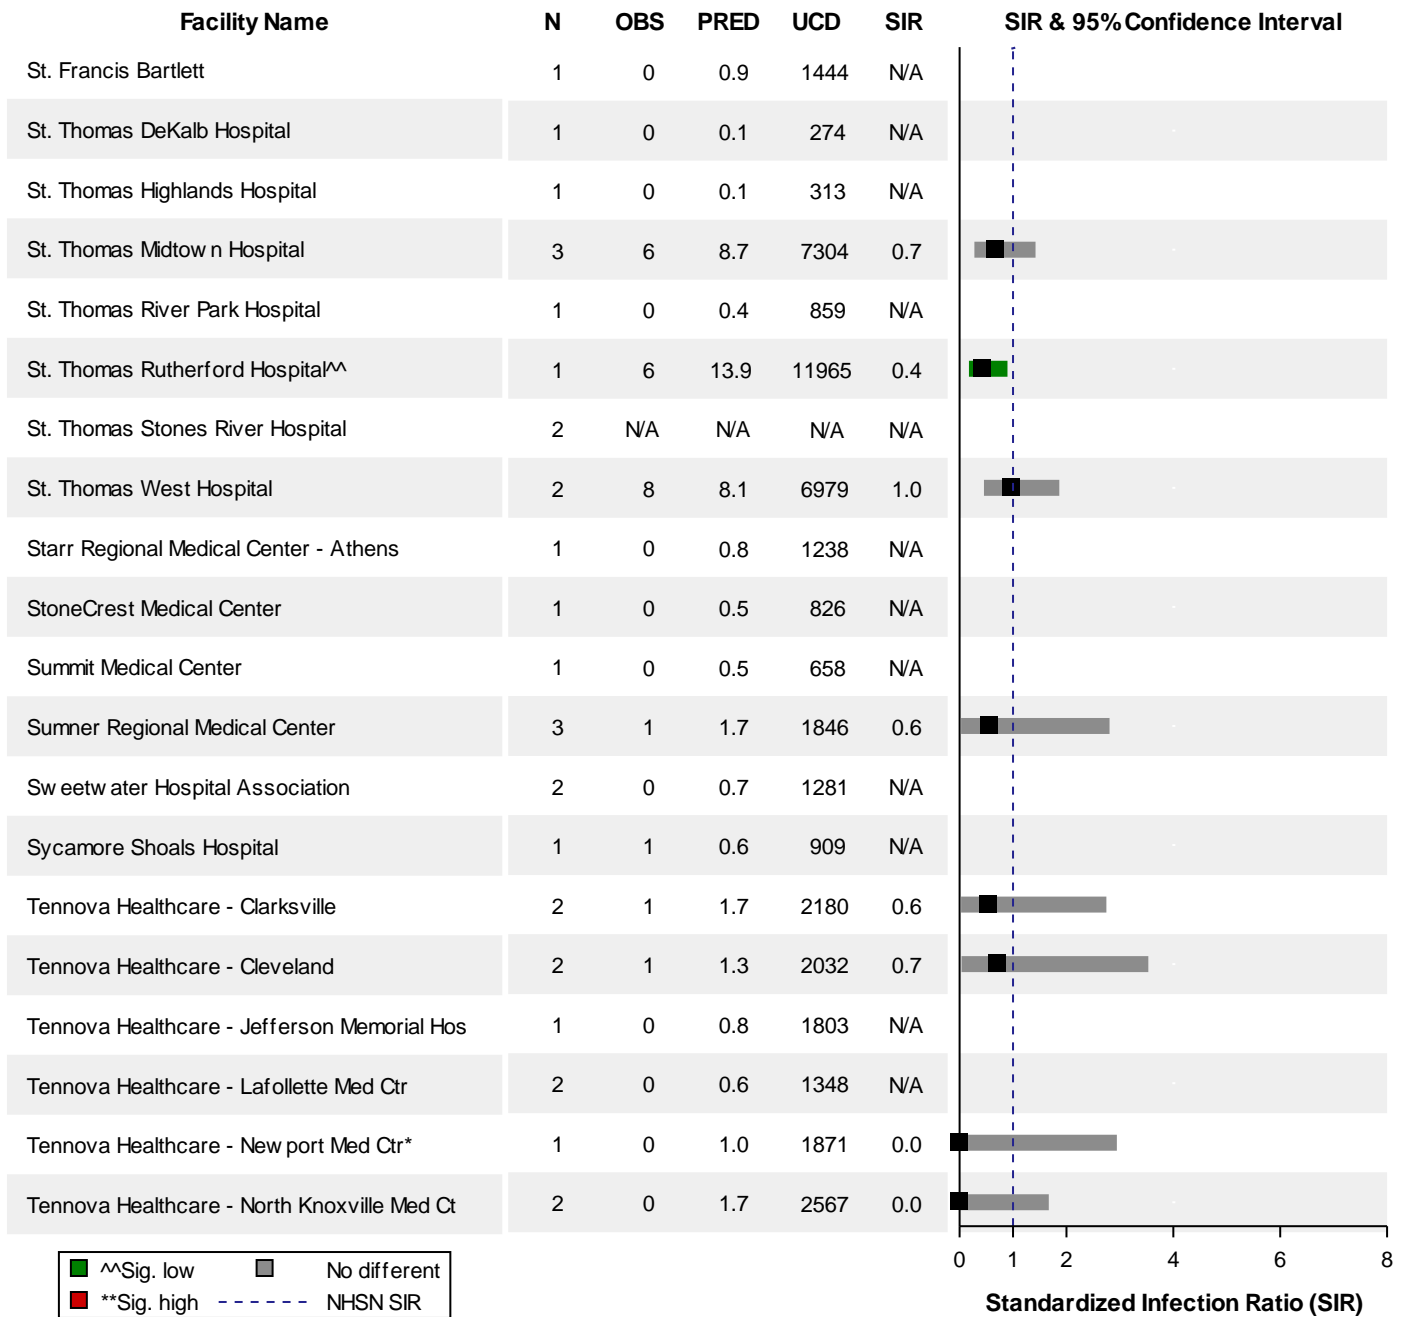 Facility Name N OBS PRED UCD SIR SIR & 95% Confidence Interval
St. Francis Bartlett 1 0 0.9 1444 N/A
St. Thomas DeKalb Hospital 1 0 0.1 274 N/A
St. Thomas Highlands Hospital 1 0 0.1 313 N/A
St. Thomas Midtown Hospital 3 6 8.7 7304 0.7
St. Thomas River Park Hospital 1 0 0.4 859 N/A
St. Thomas Rutherford Hospital^^ 1 6 13.9 11965 0.4
St. Thomas Stones River Hospital 2 N/A N/A N/A N/A
St. Thomas West Hospital 2 8 8.1 6979 1.0
Starr Regional Medical Center - Athens 1 0 0.8 1238 N/A
StoneCrest Medical Center 1 0 0.5 826 N/A
Summit Medical Center 1 0 0.5 658 N/A
Sumner Regional Medical Center 3 1 1.7 1846 0.6
Sweetwater Hospital Association 2 0 0.7 1281 N/A
Sycamore Shoals Hospital 1 1 0.6 909 N/A
Tennova Healthcare - Clarksville 2 1 1.7 2180 0.6
Tennova Healthcare - Cleveland 2 1 1.3 2032 0.7
Tennova Healthcare - Jefferson Memorial Hos 1 0 0.8 1803 N/A
Tennova Healthcare - Lafollette Med Ctr 2 0 0.6 1348 N/A
Tennova Healthcare - Newport Med Ctr* 1 0 1.0 1871 0.0
Tennova Healthcare - North Knoxville Med Ct 2 0 1.7 2567 0.0
0 1 2 4 6 8
Standardized Infection Ratio (SIR)
^^Sig. low No different
**Sig. high NHSN SIR